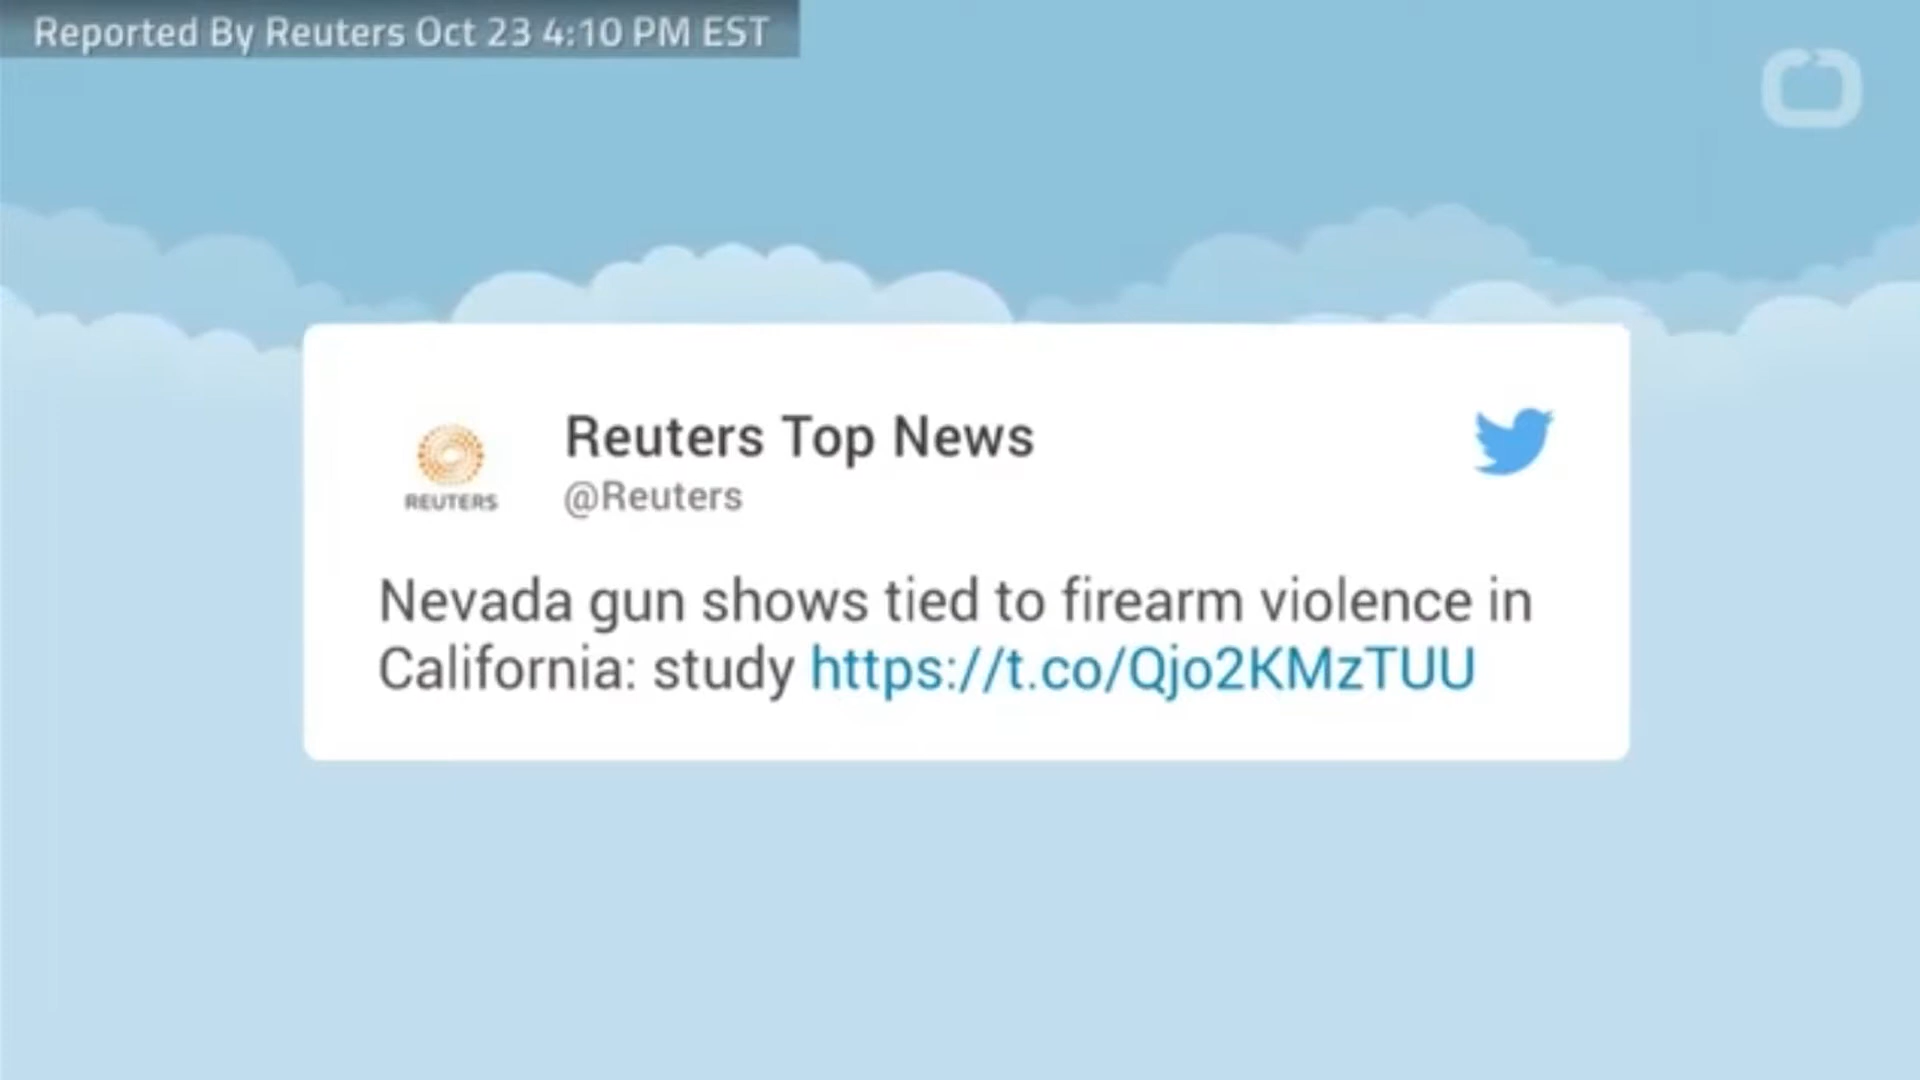 Reported By Reuters Oct 23 4:10 PM EST
Reuters Top News
@Reuters
REUTERS
Nevada gun shows tied to firearm violence in
California: study https://t.co/Qjo2KMzTUU